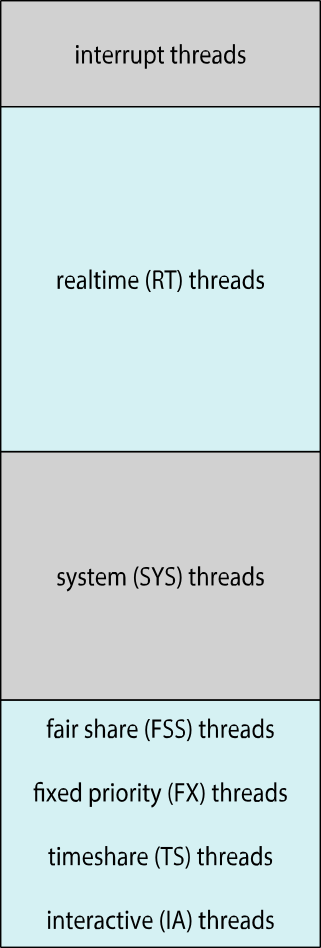 interrupt threads
realtime (RT) threads
system (SYS) threads
fair share (FSS) threads
fixed priority (FX) threads
timeshare (TS) threads
interactive (IA) threads